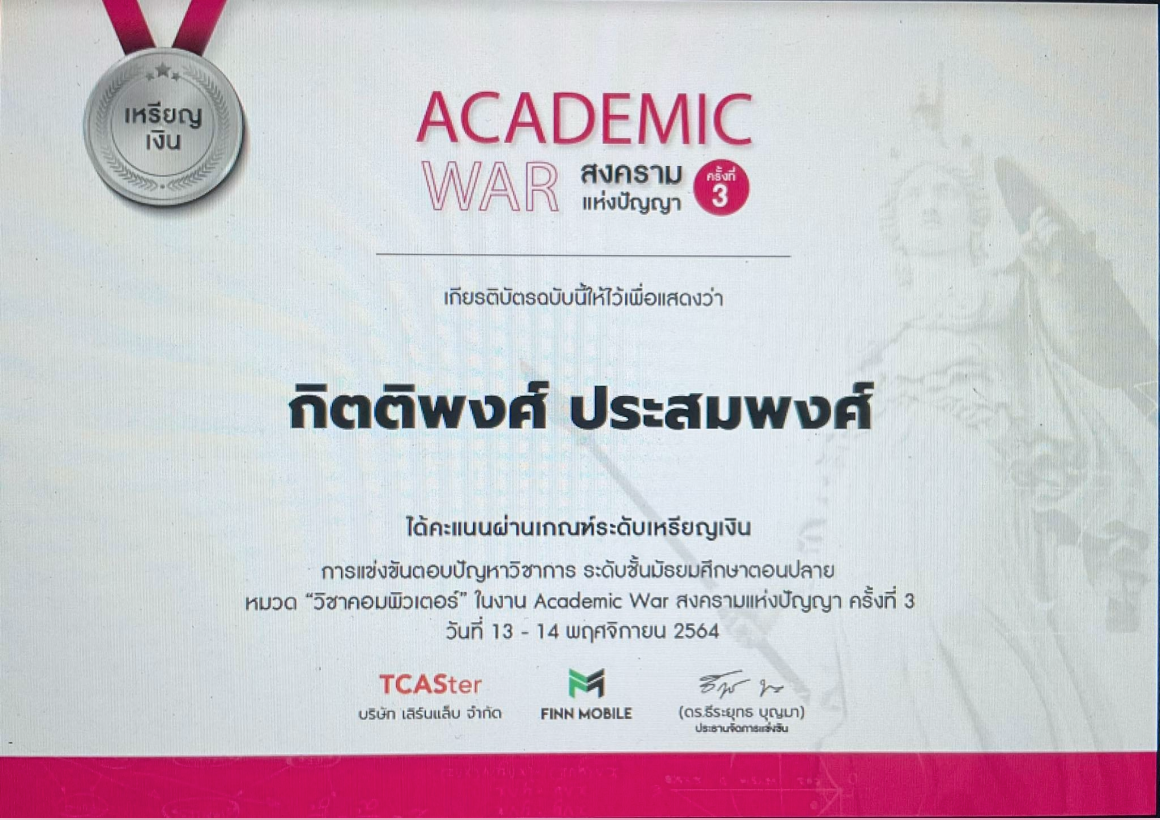 เหรียญ
เงิน
ACADEMIC
WAR สงคราม
แห่งปัญญา
ครั้งที่
3
เกียรติบัตรฉบับนี้ให้ไว้เพื่อแสดงว่า
กิตติพงศ์ ประสมพงศ์
ได้คะแนนผ่านเกณฑ์ระดับเหรียญเงิน
การแข่งขันตอบปัญหาวิชาการ ระดับชั้นมัธยมศึกษาตอนปลาย
หมวด “วิชาคอมพิวเตอร์” ในงาน Academic War สงครามแห่งปัญญา ครั้งที่ 3
วันที่ 13 - 14 พฤศจิกายน 2564
TCASter
บริษัท เลิร์นแล็บ จำกัด
FINN MOBILE
(ดร.ธีระยุทธ บุญมา)
ประธานจัดการแข่งขัน